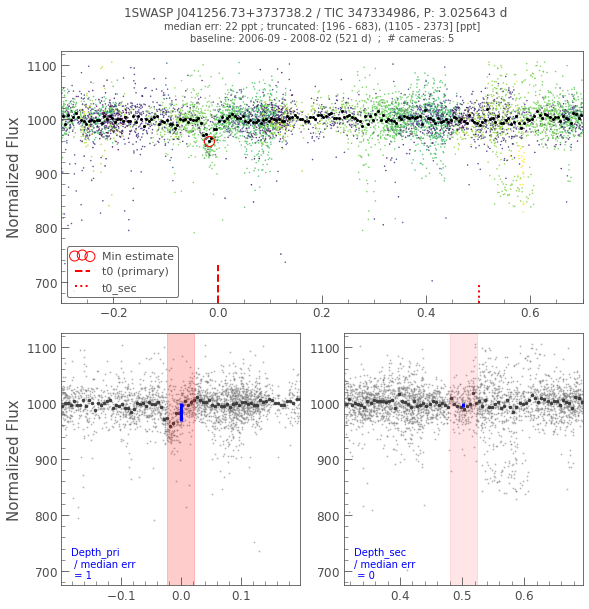 1SWASP J041256.73+373738.2 / TIC 347334986, P: 3.025643 d
median err: 22 ppt ; truncated: [196 - 683), (1105 - 2373] [ppt]
baseline: 2006-09 - 2008-02 (521 d)  ;  # cameras: 5
Normalized Flux
1100
1000
900
800
700
Min estimate
t0 (primary)
t0_sec
−0.2 0.0 0.2 0.4 0.6
Normalized Flux
1100
1000
900
800
700
Depth_pri
/ median err
= 1
−0.1 0.0 0.1
1100
1000
900
800
700
Depth_sec
/ median err
= 0
0.4 0.5 0.6